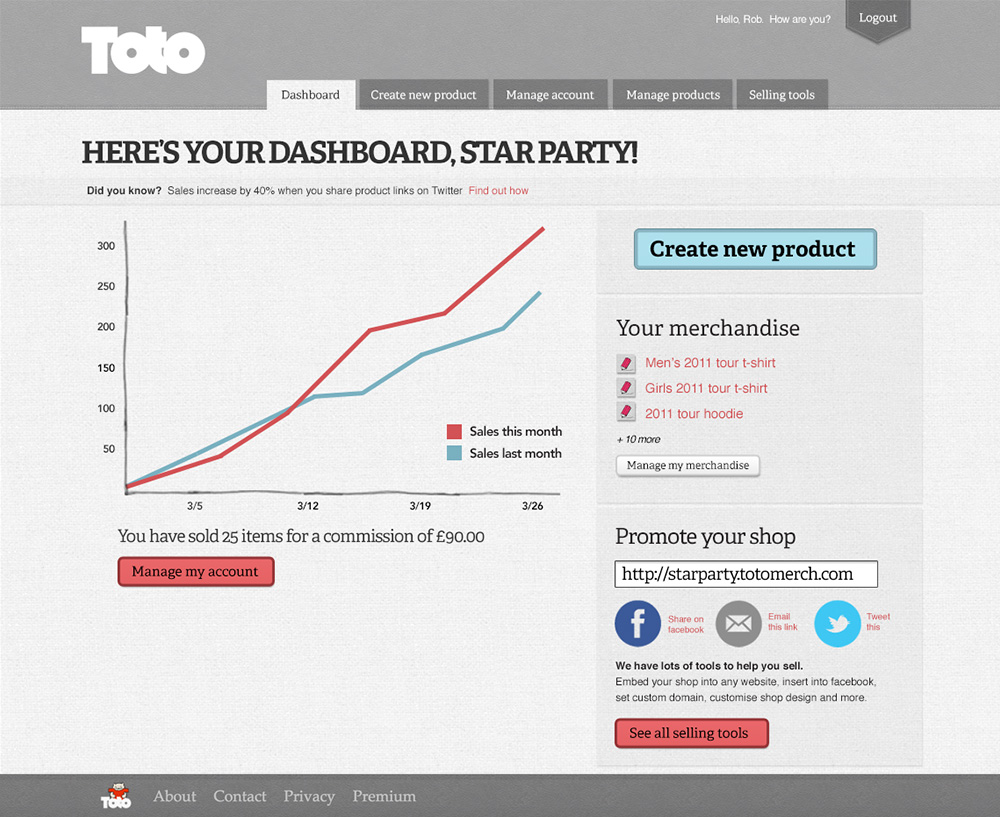 Hello, Rob. How are you?
Logout
Toto
Dashboard
Create new product
Manage account
Manage products
Selling tools
HERE'S YOUR DASHBOARD, STAR PARTY!
Did you know? Sales increase by 40% when you share product links on Twitter Find out how
300
250
200
150
100
50
Sales this month
Sales last month
3/5
3/12
3/19
3/26
You have sold 25 items for a commission of £90.00
Manage my account
Create new product
Your merchandise
Men's 2011 tour t-shirt
Girls 2011 tour t-shirt
2011 tour hoodie
+ 10 more
Manage my merchandise
Promote your shop
http://starparty.totomerch.com
Share on
facebook
Email
this link
Tweet
this
We have lots of tools to help you sell.
Embed your shop into any website, insert into facebook,
set custom domain, customise shop design and more.
See all selling tools
Toto
About
Contact
Privacy
Premium